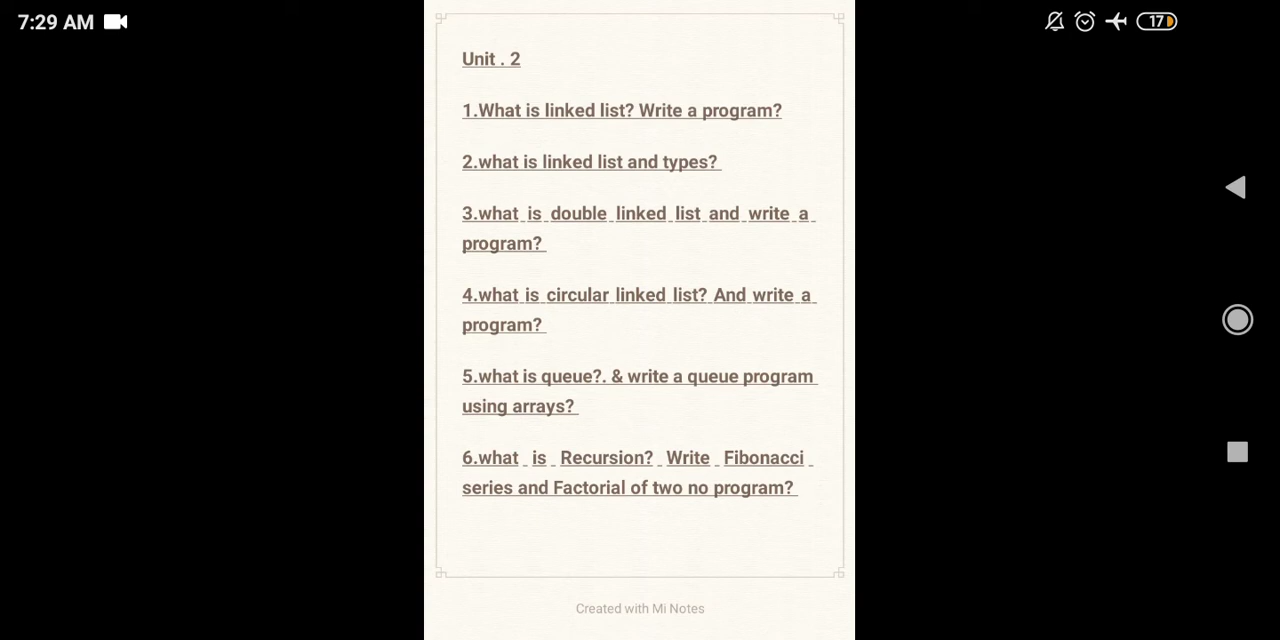 7:29 AM
17
Unit . 2
1.What is linked list? Write a program?
2.what is linked list and types?
3.what is double linked list and write a
program?
4.what is circular linked list? And write a
program?
5.what is queue?. & write a queue program
using arrays?
6.what is Recursion? Write Fibonacci
series and Factorial of two no program?
Created with Mi Notes